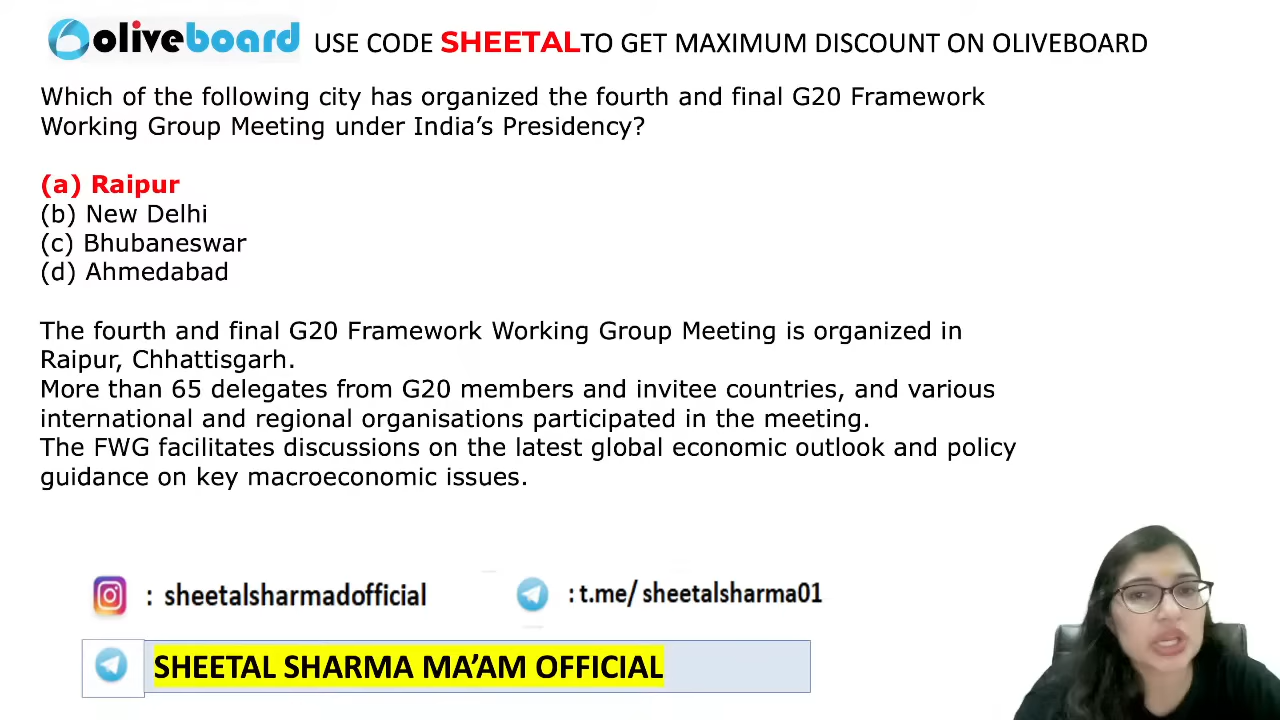 oliveboard USE CODE SHEETALTO GET MAXIMUM DISCOUNT ON OLIVEBOARD
Which of the following city has organized the fourth and final G20 Framework
Working Group Meeting under India’s Presidency?
(a) Raipur
(b) New Delhi
(c) Bhubaneswar
(d) Ahmedabad
The fourth and final G20 Framework Working Group Meeting is organized in
Raipur, Chhattisgarh.
More than 65 delegates from G20 members and invitee countries, and various
international and regional organisations participated in the meeting.
The FWG facilitates discussions on the latest global economic outlook and policy
guidance on key macroeconomic issues.
: sheetalsharmadofficial : t.me/ sheetalsharma01
SHEETAL SHARMA MA’AM OFFICIAL